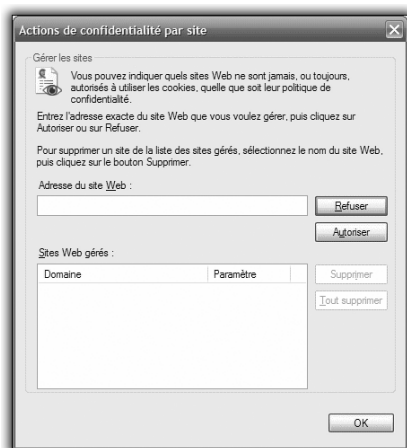 Actions de confidentialité par site
Gérer les sites
Vous pouvez indiquer quels sites Web ne sont jamais, ou toujours,
autorisés à utiliser les cookies, quelle que soit leur politique de
confidentialité.
Entrez l'adresse exacte du site Web que vous voulez gérer, puis cliquez sur
Autoriser ou sur Refuser.
Pour supprimer un site de la liste des sites gérés, sélectionnez le nom du site Web,
puis cliquez sur le bouton Supprimer.
Adresse du site Web :
Refuser
Autoriser
Sites Web gérés :
Domaine Paramètre
Supprimer
Tout supprimer
OK